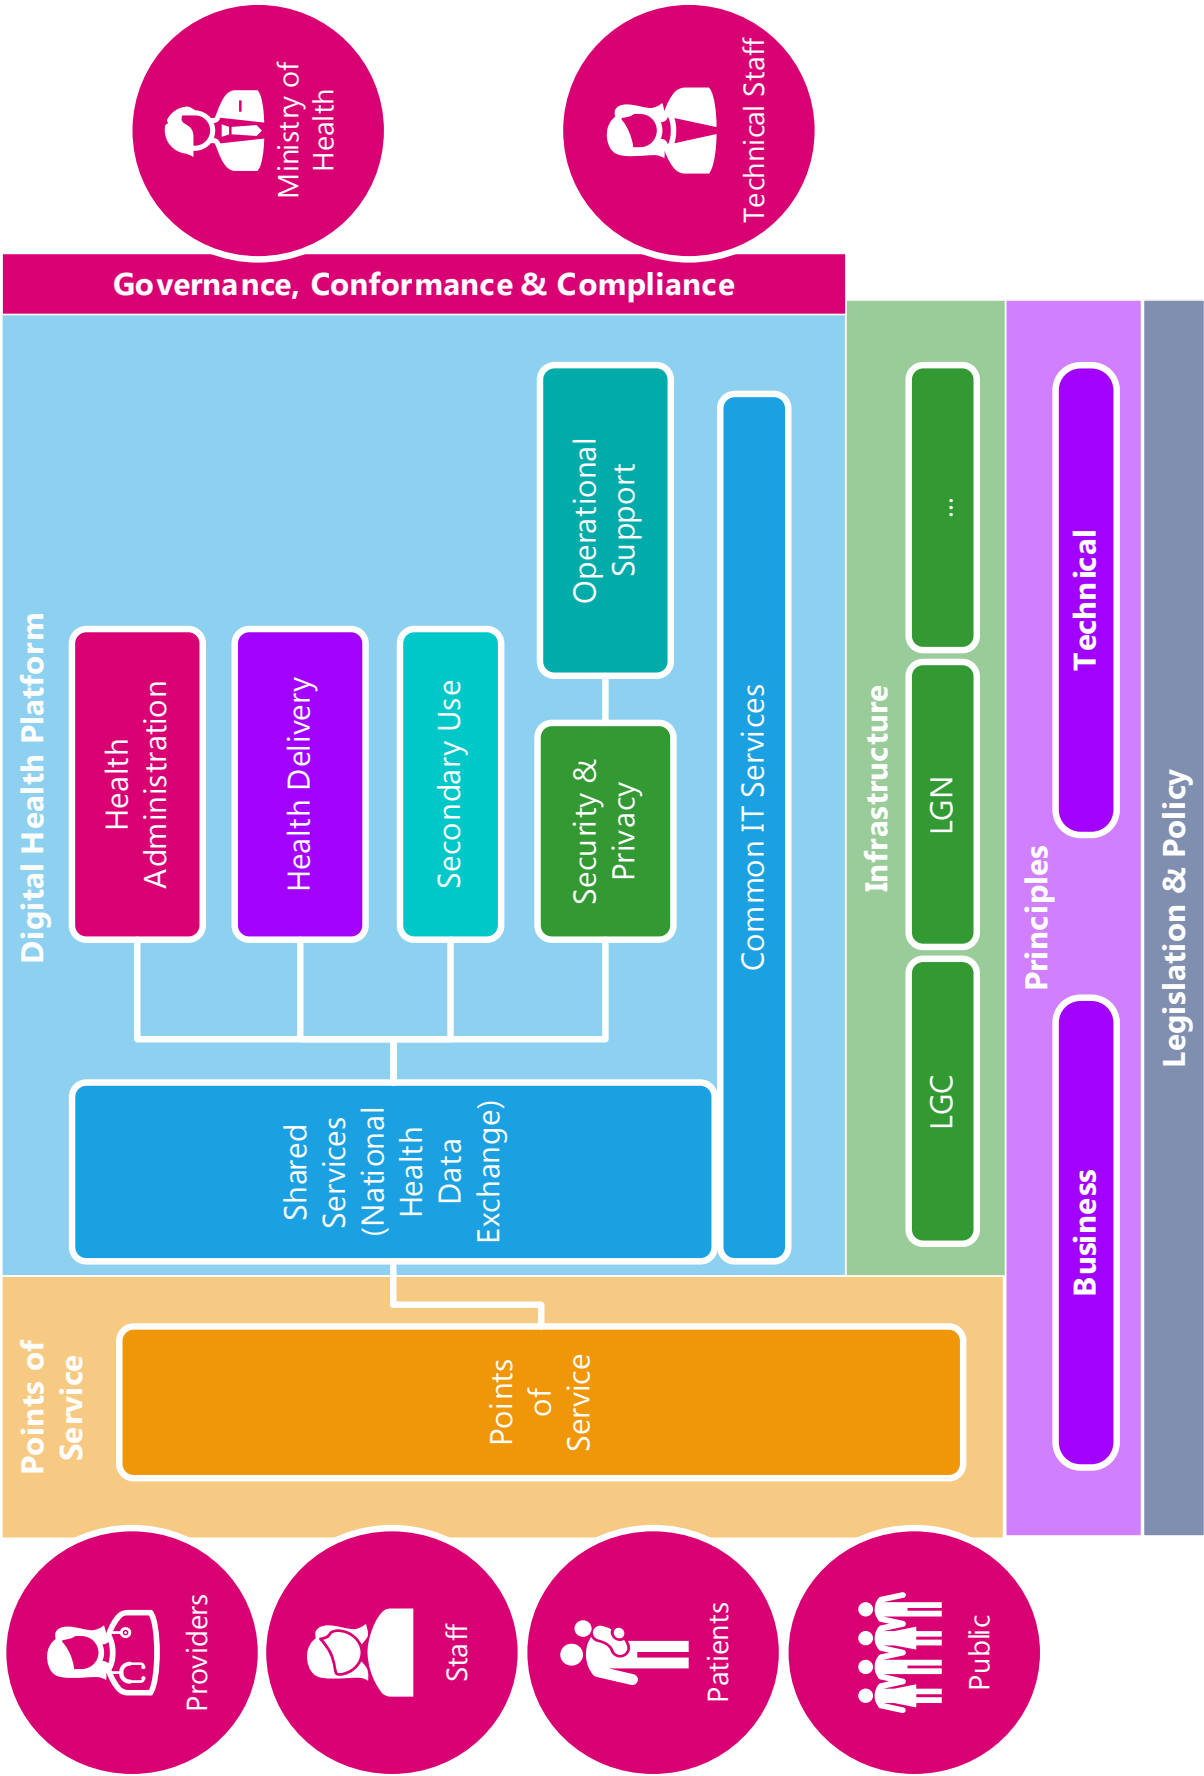 Providers
Staff
Patients
Public
Points of
Service
Points
of
Service
Digital Health Platform
Shared
Services
(National
Health
Data
Exchange)
Health
Administration
Health Delivery
Secondary Use
Security &
Privacy
Operational
Support
Common IT Services
Infrastructure
LGC
LGN
...
Principles
Business
Technical
Legislation & Policy
Governance, Conformance & Compliance
Ministry of
Health
Technical Staff